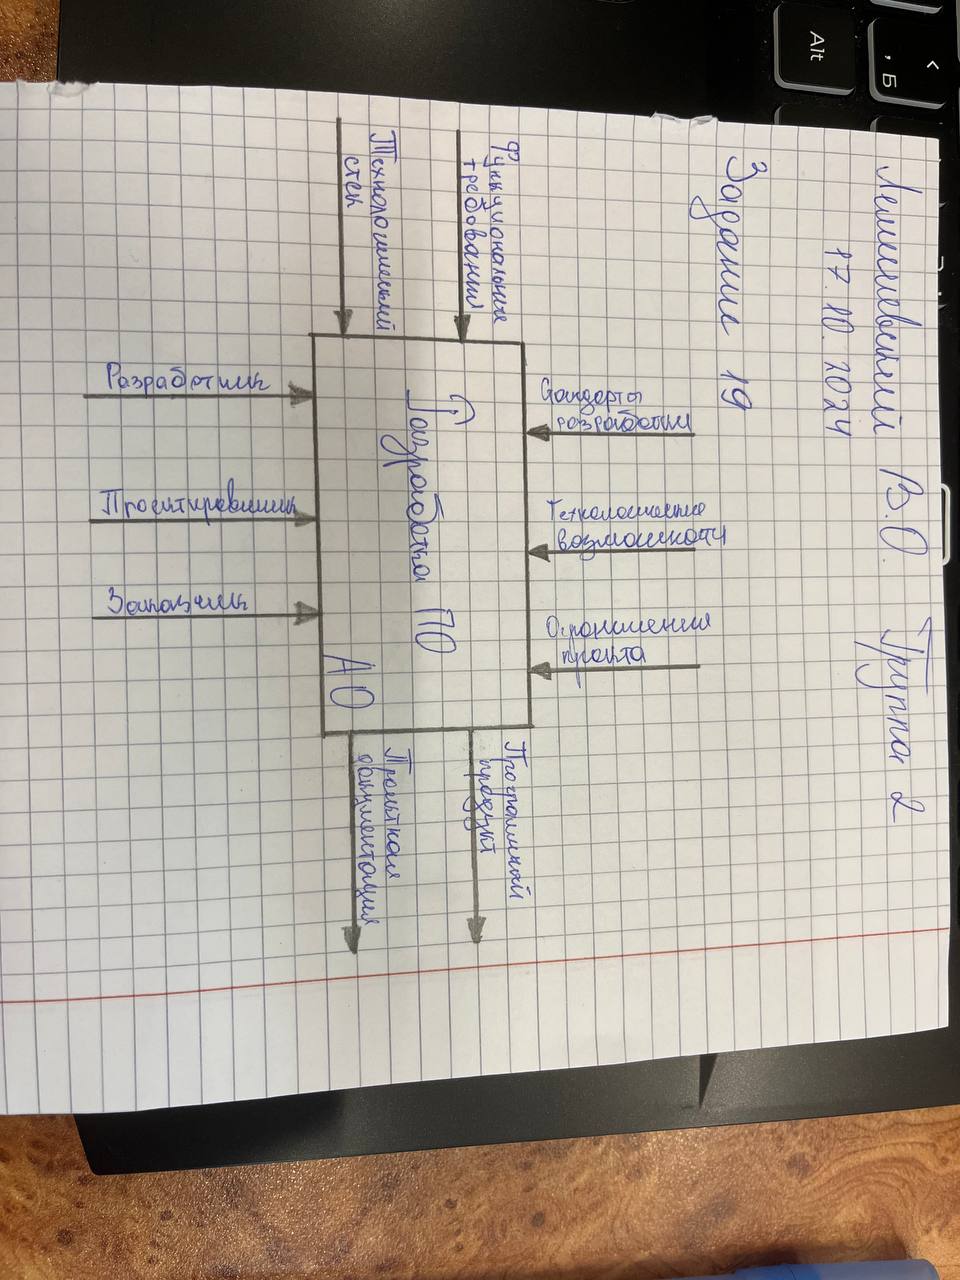 В.О. Группа 2
17.10.2024
Задание 19
Стандарты
разработки
Технологические
возможности
Ограничения
проекта
Функциональные
требования
Технологический
стек
Разработка ПО
А0
Программный
продукт
Проектная
документация
Разработчик
Проектировщик
Заказчик
Alt
< , Б